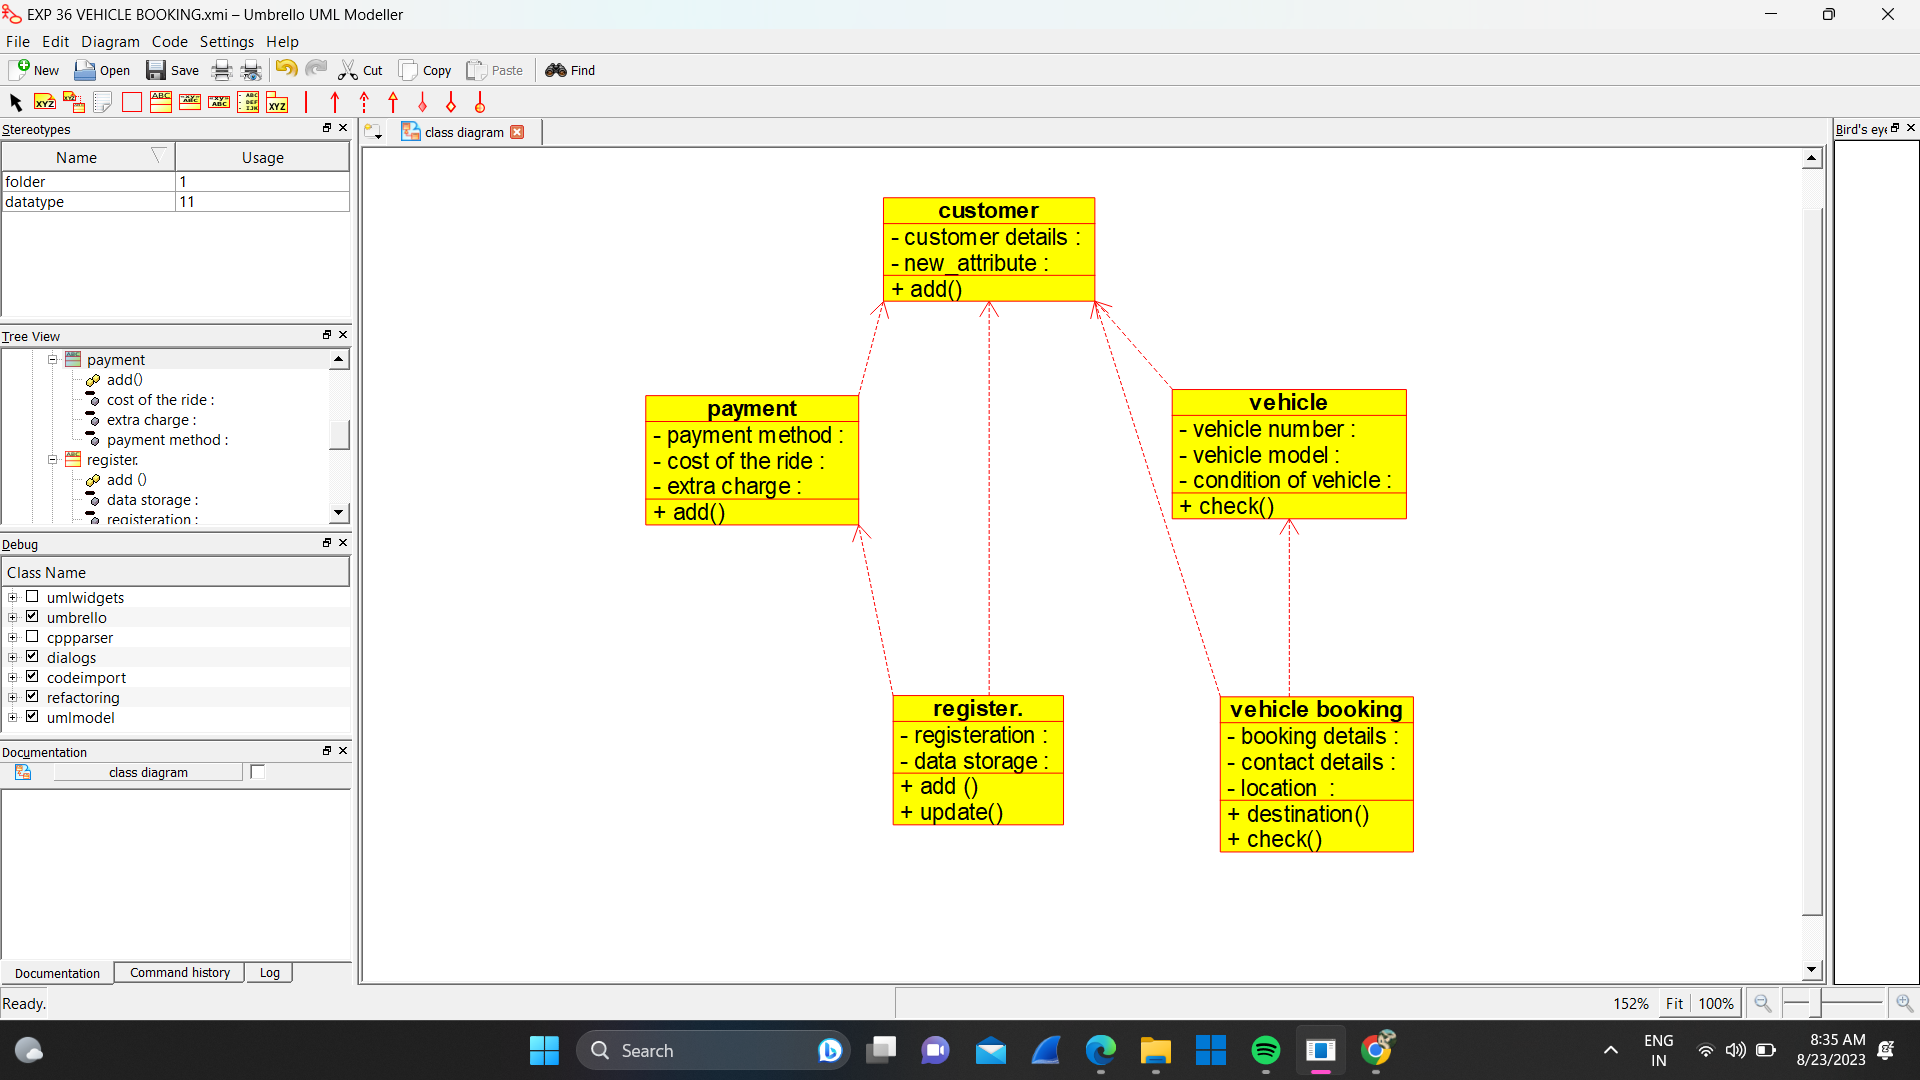 EXP 36 VEHICLE BOOKING.xmi – Umbrello UML Modeller
File Edit Diagram Code Settings Help
New Open Save Cut Copy Paste Find
Stereotypes
Name Usage
folder 1
datatype 11
Tree View
payment
add()
cost of the ride :
extra charge :
payment method :
register.
add ()
data storage :
registeration :
Debug
Class Name
umlwidgets
umbrello
cppparser
dialogs
codeimport
refactoring
umlmodel
Documentation
class diagram
Documentation Command history Log
Ready.
class diagram
customer
- customer details :
- new_attribute :
+ add()
payment
- payment method :
- cost of the ride :
- extra charge :
+ add()
vehicle
- vehicle number :
- vehicle model :
- condition of vehicle :
+ check()
register.
- registeration :
- data storage :
+ add ()
+ update()
vehicle booking
- booking details :
- contact details :
- location :
+ destination()
+ check()
Bird's eye
152% Fit 100%
Search
ENG
IN
8:35 AM
8/23/2023